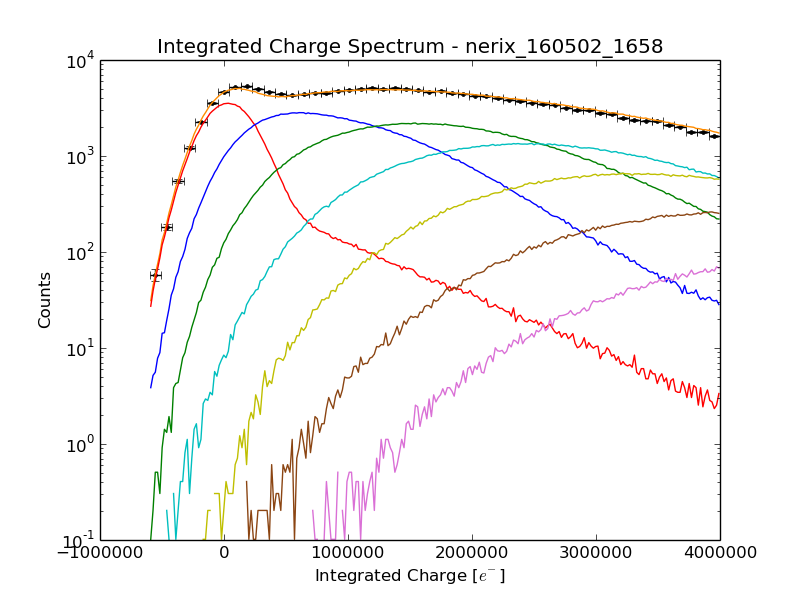 Integrated Charge Spectrum - nerix_160502_1658
10^4
10^3
10^2
10^1
10^0
10^-1
Counts
−1000000 0 1000000 2000000 3000000 4000000
Integrated Charge [e^-]